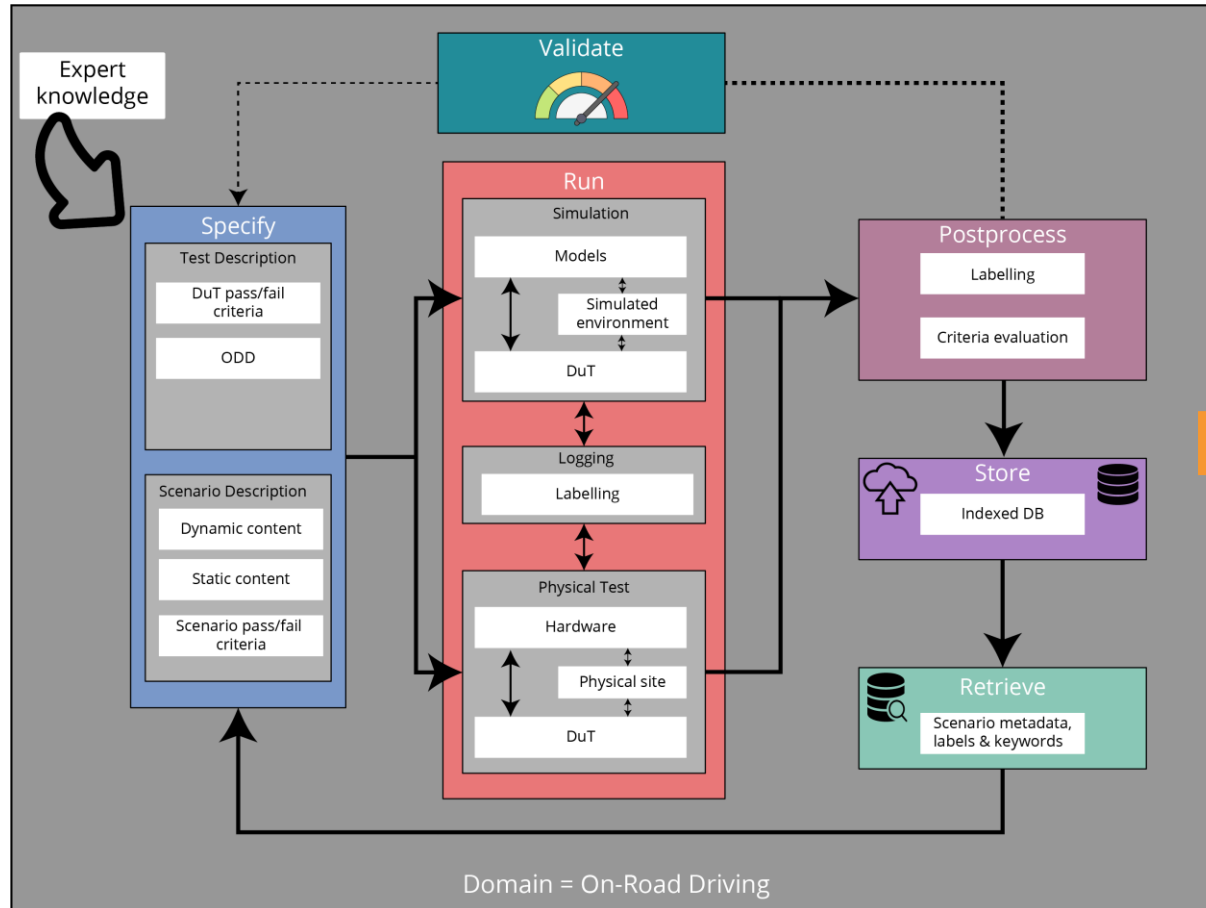 Validate
Expert
knowledge
Specify
Test Description
DuT pass/fail
criteria
ODD
Scenario Description
Dynamic content
Static content
Scenario pass/fail
criteria
Run
Simulation
Models
Simulated
environment
DuT
Logging
Labelling
Physical Test
Hardware
Physical site
DuT
Postprocess
Labelling
Criteria evaluation
Store
Indexed DB
Retrieve
Scenario metadata,
labels & keywords
Domain = On-Road Driving